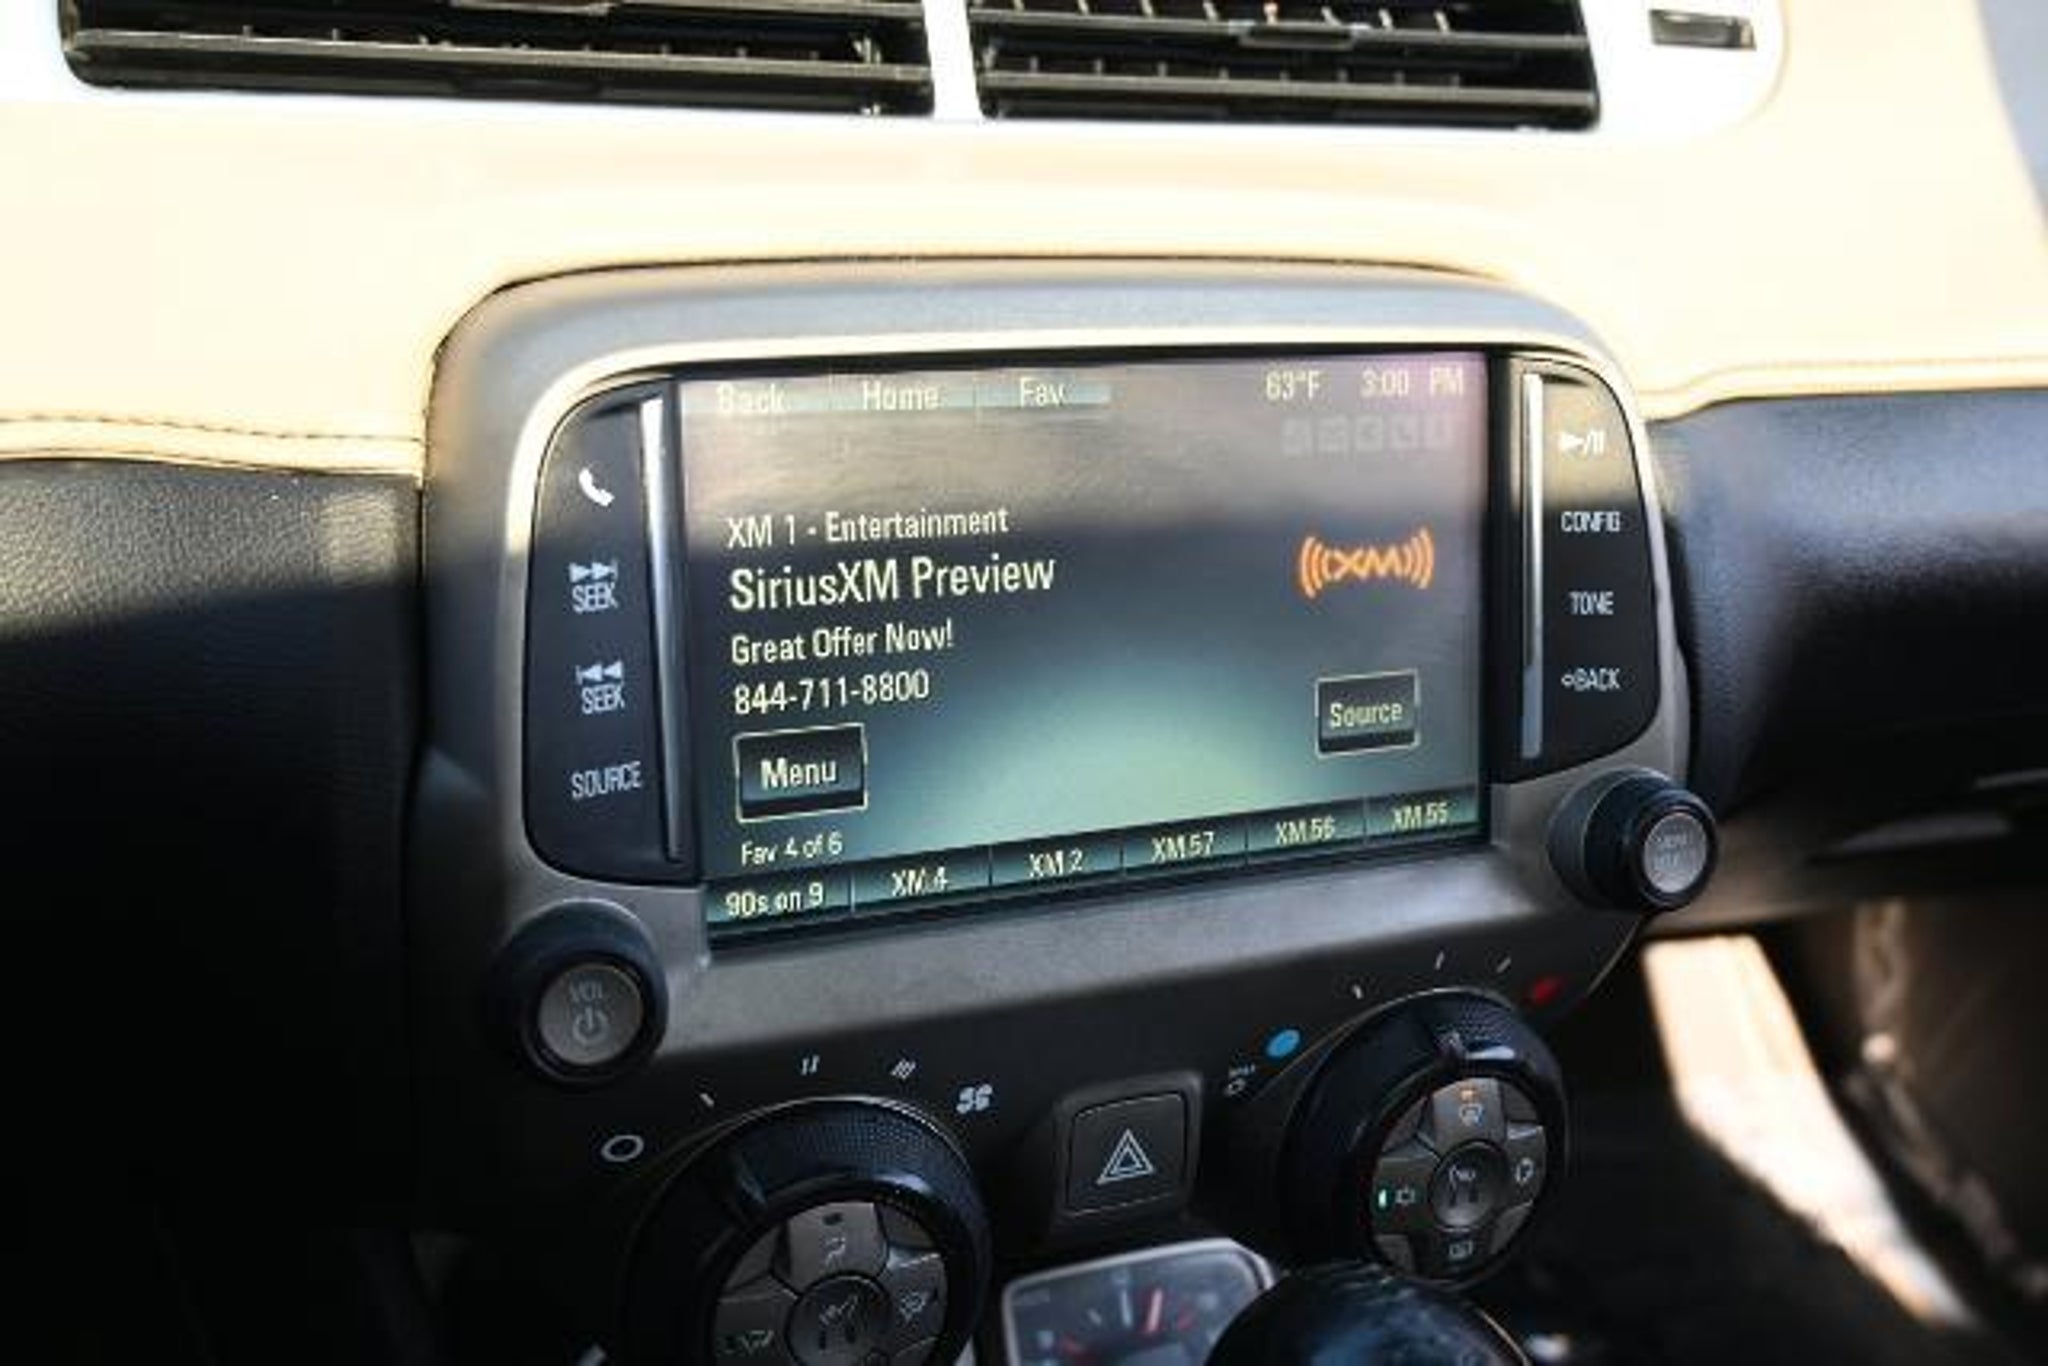 Back Home Fav 63°F 3:00 PM
XM 1 - Entertainment
SiriusXM Preview
Great Offer Now!
844-711-8800
((XM))
Menu
Source
Fav 4 of 6
90s on 9 XM:4 XM:2 XM:57 XM:56 XM:55
SEEK
SEEK
SOURCE
VOL
CONFIG
TONE
BACK